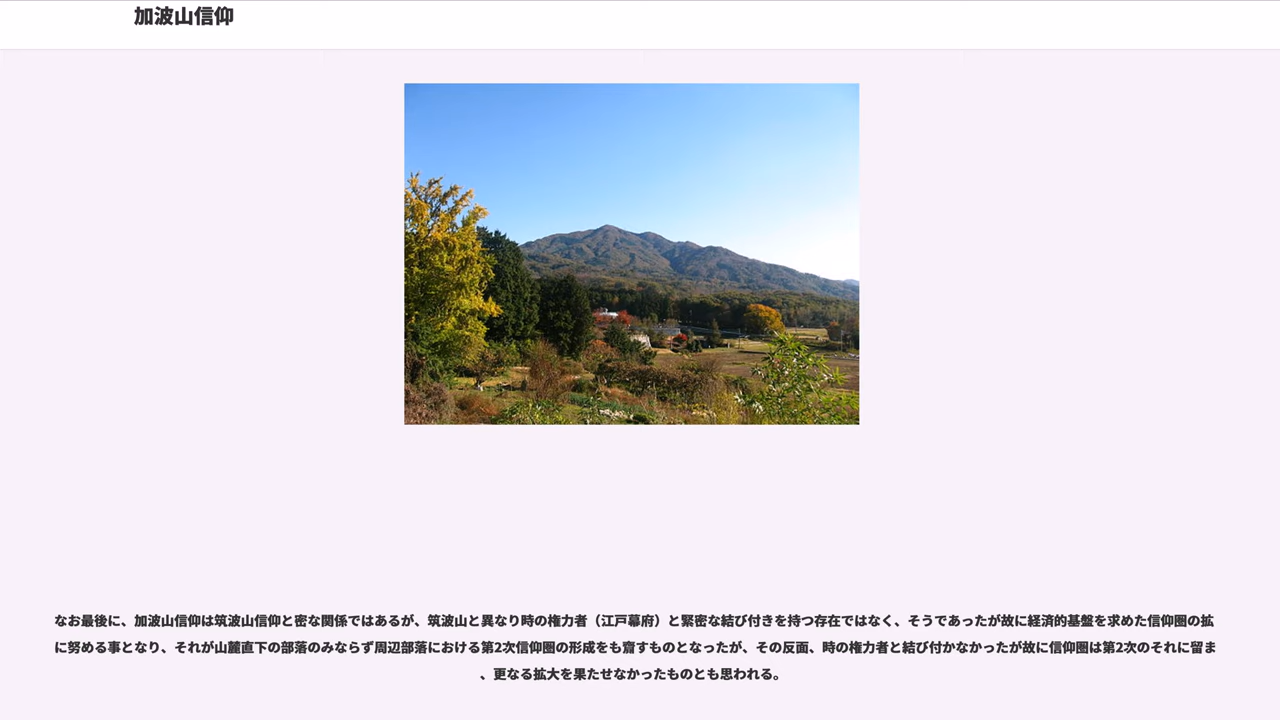 加波山信仰
なお最後に、加波山信仰は筑波山信仰と密な関係ではあるが、筑波山と異なり時の権力者（江戸幕府）と緊密な結び付きを持つ存在ではなく、そうであったが故に経済的基盤を求めた信仰圏の拡
に努める事となり、それが山麓直下の部落のみならず周辺部落における第2次信仰圏の形成をも齎すものとなったが、その反面、時の権力者と結び付かなかったが故に信仰圏は第2次のそれに留ま
、更なる拡大を果たせなかったものとも思われる。